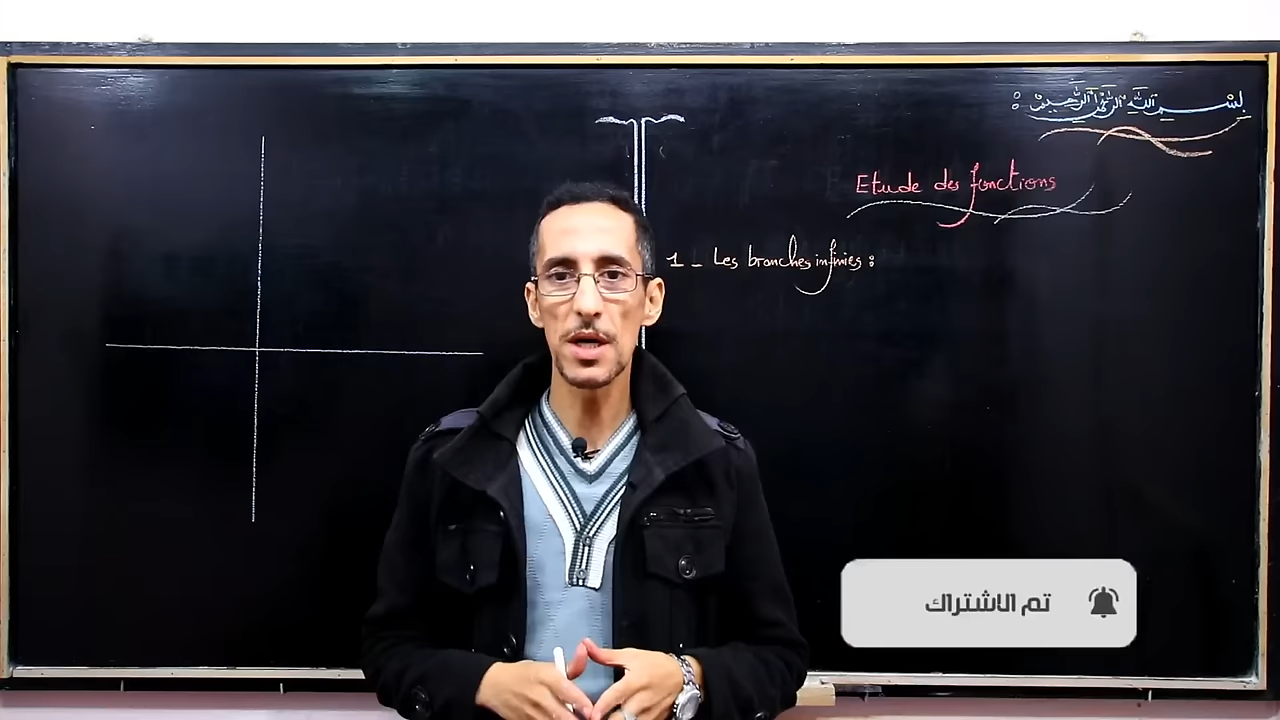 بسم الله الرحمن الرحيم :
Etude des fonctions
1 - Les branches infinies :
تم الاشتراك